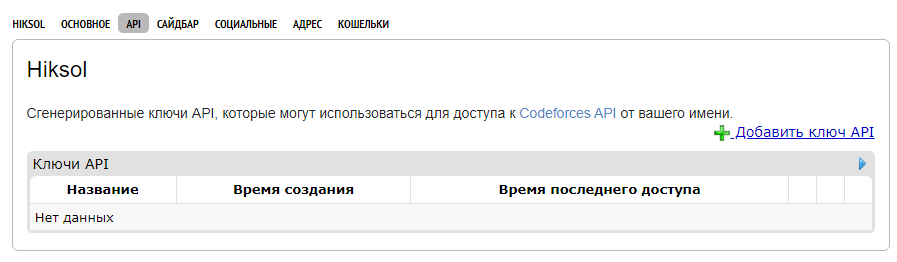 HIKSOL ОСНОВНОЕ API САЙДБАР СОЦИАЛЬНЫЕ АДРЕС КОШЕЛЬКИ
Hiksol
Сгенерированные ключи API, которые могут использоваться для доступа к Codeforces API от вашего имени.
Добавить ключ API
Ключи API
Название Время создания Время последнего доступа
Нет данных